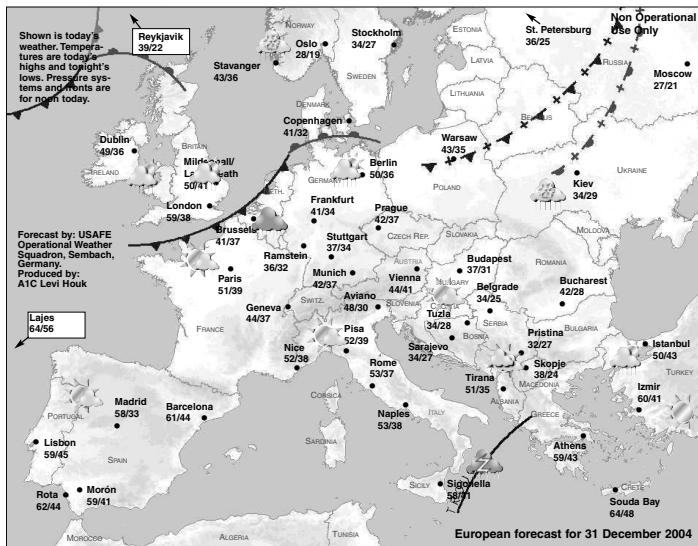 Shown is today's
weather. Tempera-
tures are today's
highs and tonight's
lows. Pressure sys-
tems and fronts are
for noon today.
Reykjavik
39/22
NORWAY
Oslo
28/19
Stockholm
34/27
Stavanger
43/36
SWEDEN
ESTONIA
LATVIA
LITHUANIA
St. Petersburg
36/25
Non Operational
Use Only
RUSSIA
Moscow
27/21
DENMARK
Copenhagen
41/32
BELARUS
Dublin
49/36
IRELAND
BRITAIN
Mildenhall/
Lakenheath
50/41
London
59/38
NETH.
Brussels
41/37
GERMANY
Berlin
50/36
Warsaw
43/35
POLAND
UKRAINE
Kiev
34/29
Frankfurt
41/34
Prague
42/37
CZECH REP.
SLOVAKIA
MOLDOVA
Forecast by: USAFE
Operational Weather
Squadron, Sembach,
Germany.
Produced by:
A1C Levi Houk
Ramstein
36/32
Stuttgart
37/34
Munich
42/37
AUSTRIA
Vienna
44/41
Budapest
37/31
HUNGARY
ROMANIA
Paris
51/39
Geneva
44/37
SWITZ.
Aviano
48/30
SLOVENIA
CROATIA
Belgrade
34/25
Bucharest
42/28
Lajes
64/56
FRANCE
Nice
52/38
Pisa
52/39
Tuzla
34/28
BOSNIA
SERBIA
Sarajevo
34/27
Pristina
32/27
BULGARIA
Istanbul
50/43
Rome
53/37
Skopje
38/24
MACEDONIA
Tirana
51/35
ALBANIA
TURKEY
Izmir
60/41
PORTUGAL
Madrid
58/33
Barcelona
61/44
CORSICA
SARDINIA
Naples
53/38
ITALY
GREECE
Lisbon
59/45
SPAIN
Athens
59/43
Rota
62/44
Morón
59/41
SICILY
Sigonella
58/41
CRETE
Souda Bay
64/48
MOROCCO
ALGERIA
TUNISIA
European forecast for 31 December 2004